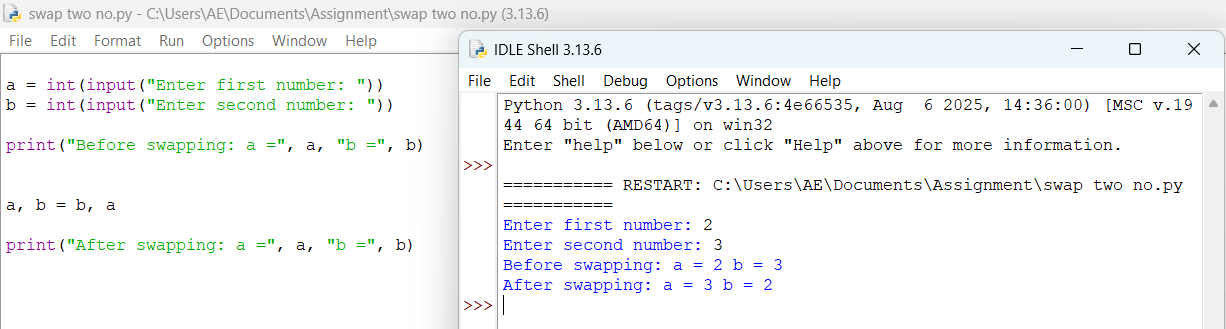 swap two no.py - C:\Users\AE\Documents\Assignment\swap two no.py (3.13.6)
File Edit Format Run Options Window Help
a = int(input("Enter first number: "))
b = int(input("Enter second number: "))
print("Before swapping: a =", a, "b =", b)
a, b = b, a
print("After swapping: a =", a, "b =", b)
IDLE Shell 3.13.6
File Edit Shell Debug Options Window Help
Python 3.13.6 (tags/v3.13.6:4e66535, Aug  6 2025, 14:36:00) [MSC v.19
44 64 bit (AMD64)] on win32
Enter "help" below or click "Help" above for more information.
>>>
=========== RESTART: C:\Users\AE\Documents\Assignment\swap two no.py
===========
Enter first number: 2
Enter second number: 3
Before swapping: a = 2 b = 3
After swapping: a = 3 b = 2
>>>